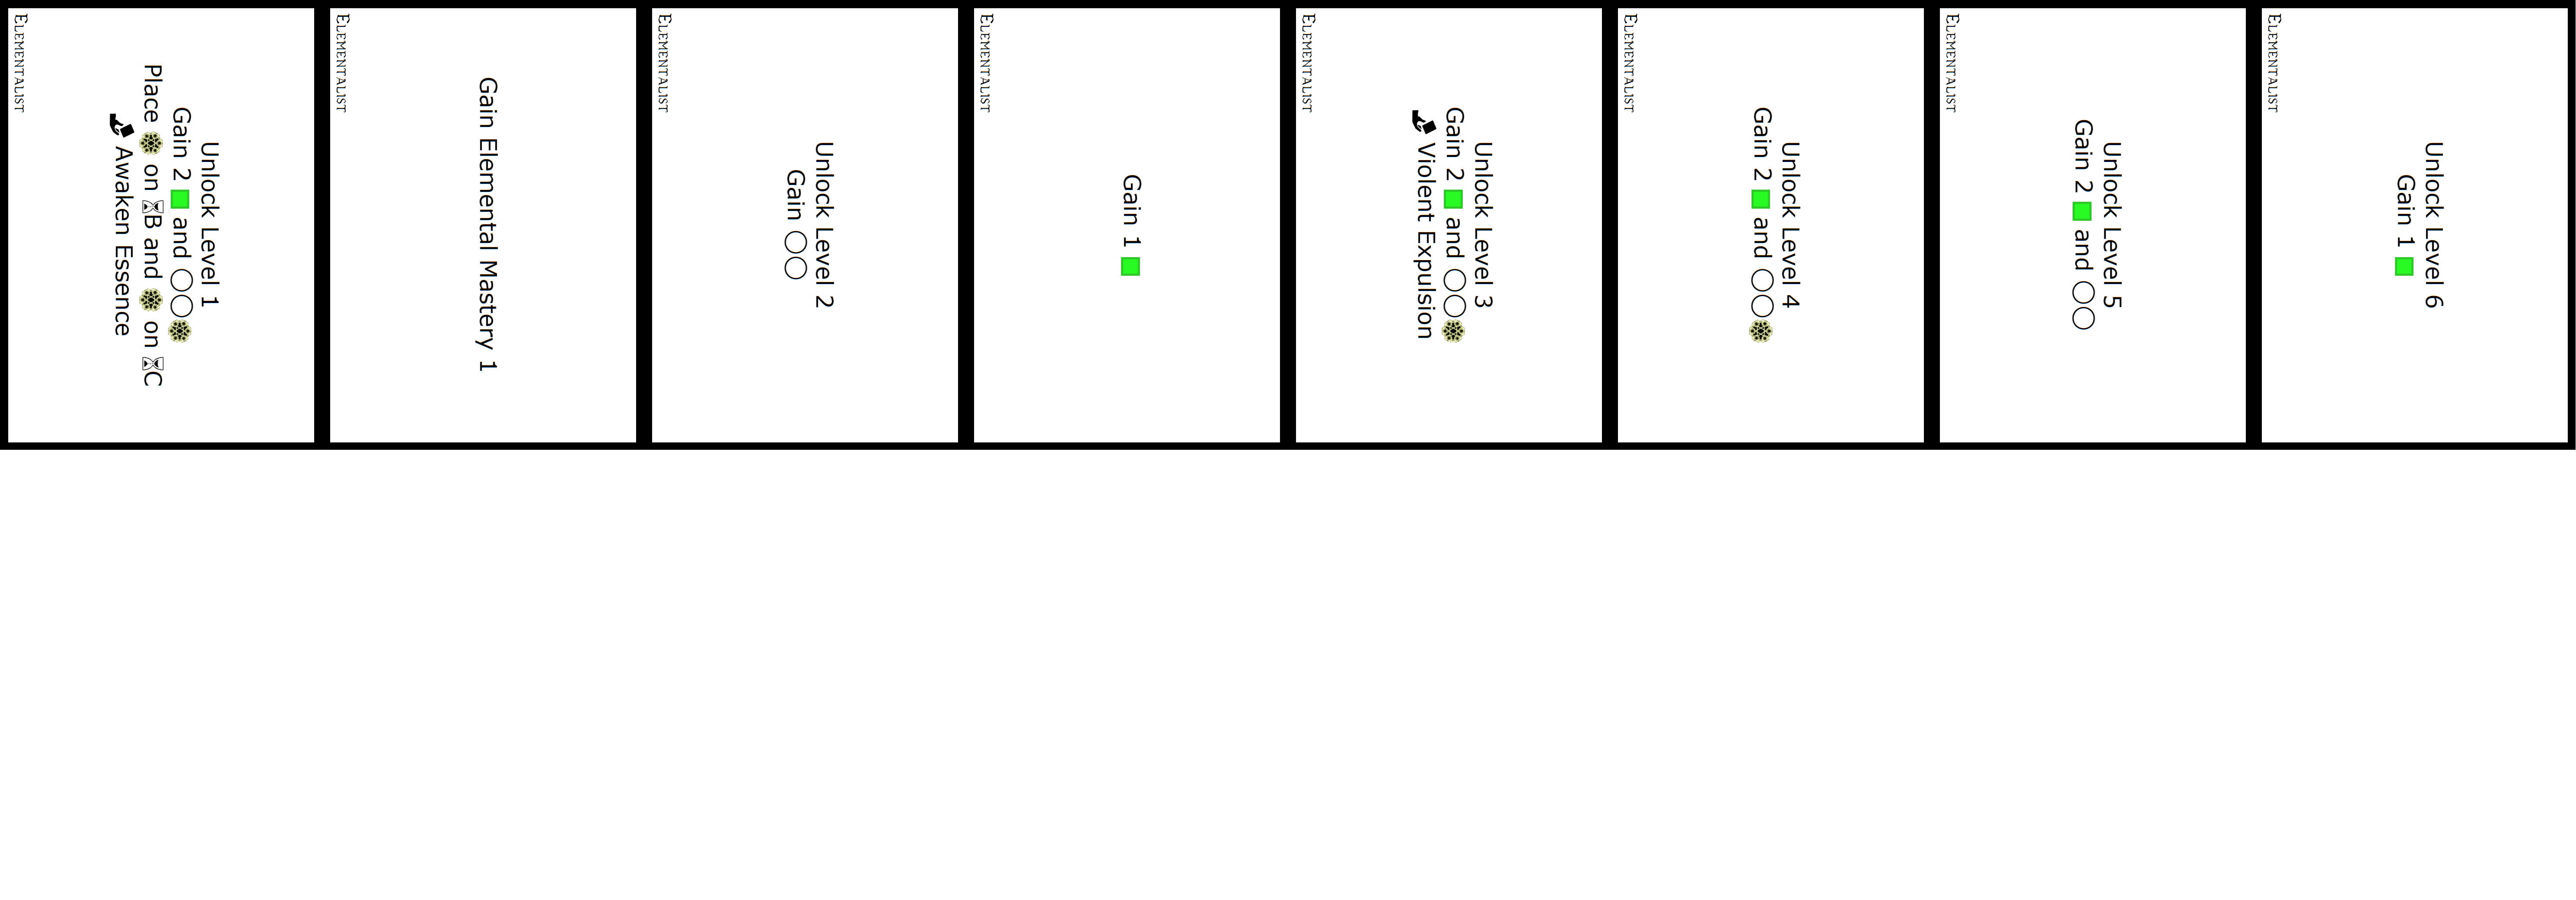 Unlock Level 1
Gain 2 🟩 and ◯◯
Place on ⌛B and on ⌛C
Awaken Essence
Elementalist
Gain Elemental Mastery 1
Elementalist
Unlock Level 2
Gain ◯◯
Elementalist
Gain 1 🟩
Elementalist
Unlock Level 3
Gain 2 🟩 and ◯◯
Violent Expulsion
Elementalist
Unlock Level 4
Gain 2 🟩 and ◯◯
Elementalist
Unlock Level 5
Gain 2 🟩 and ◯◯
Elementalist
Unlock Level 6
Gain 1 🟩
Elementalist